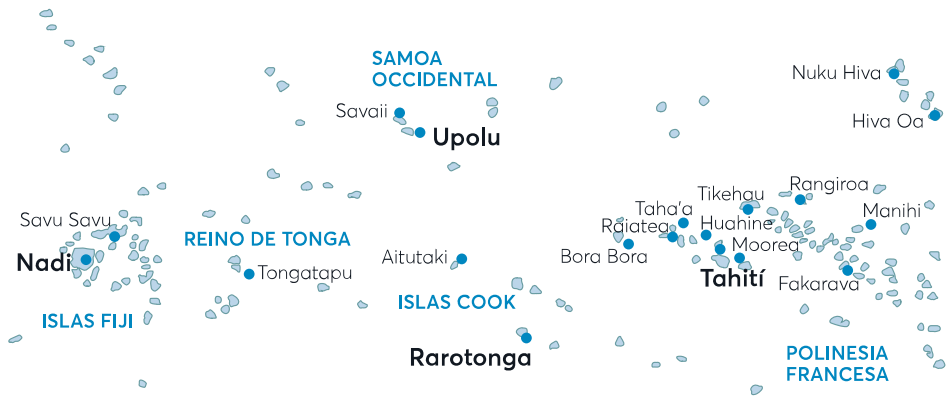 SAMOA
OCCIDENTAL
Nuku Hiva
Savaii
Hiva Oa
Upolu
Tikehau
Rangiroa
Taha'a
Manihi
Savu Savu
Raiatea
Huahine
REINO DE TONGA
Moorea
Nadi
Aitutaki
Bora Bora
Tongatapu
Tahití
Fakarava
ISLAS COOK
ISLAS FIJI
Rarotonga
POLINESIA
FRANCESA